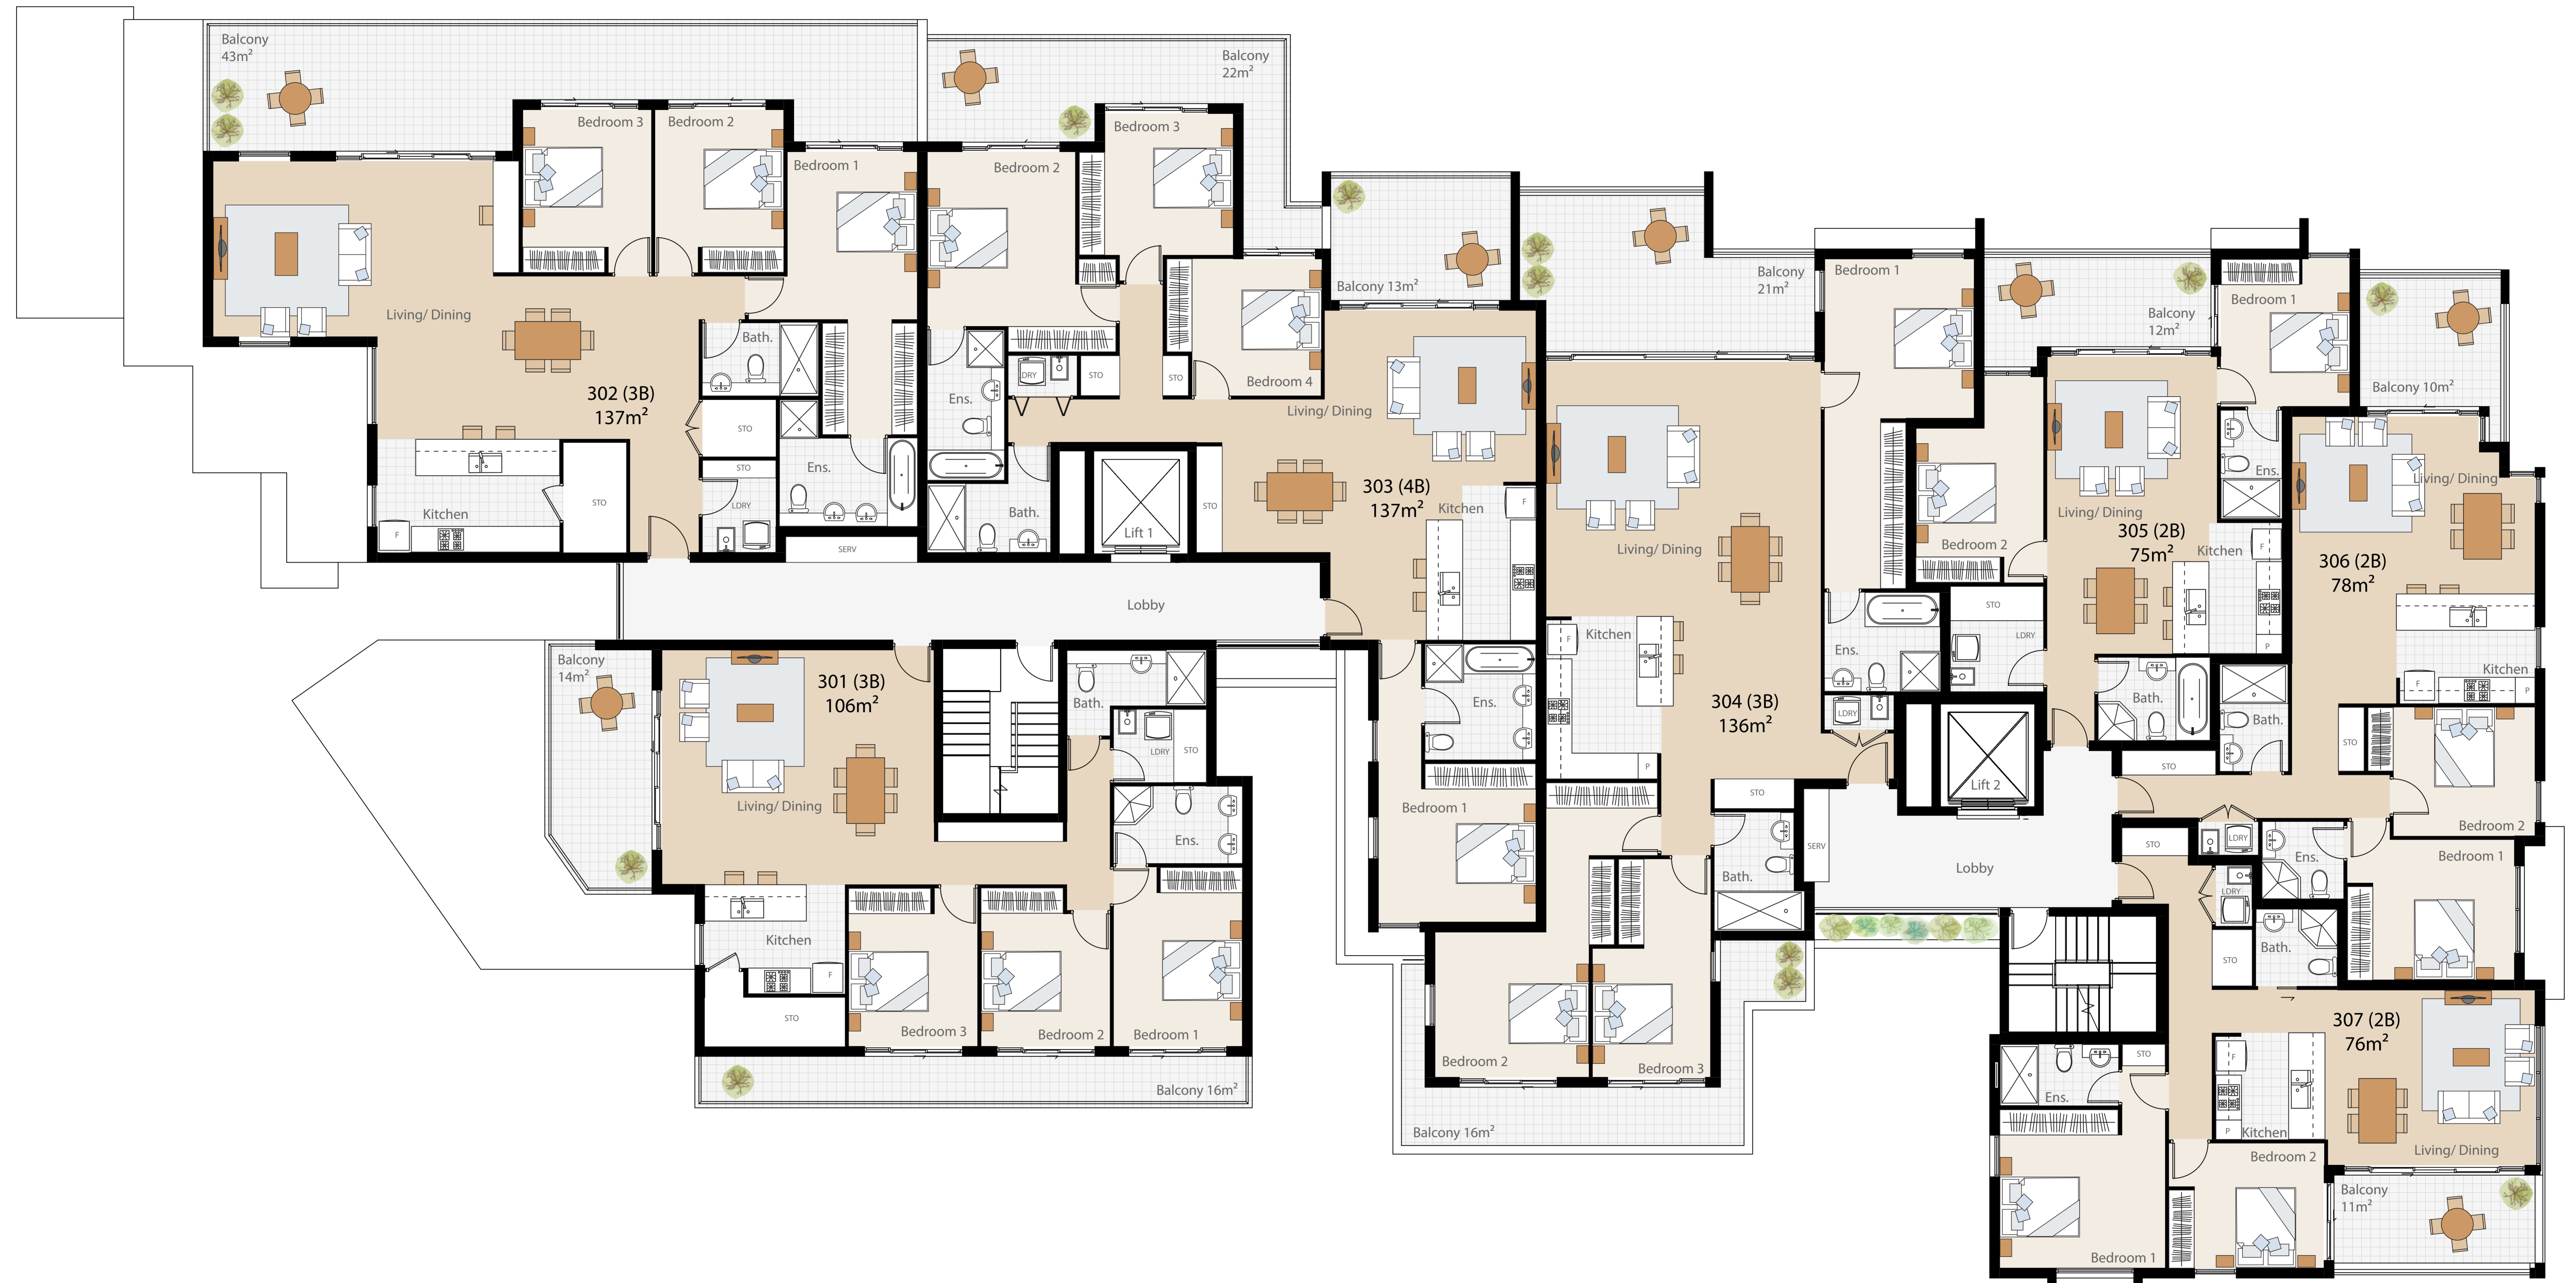 Balcony
43m²
Bedroom 3
Bedroom 2
Bedroom 1
Living/ Dining
302 (3B)
137m²
Bath.
STO
STO
LDRY
Ens.
Kitchen
STO
F
SERV
Balcony
22m²
Bedroom 2
Bedroom 3
Bedroom 4
Ens.
DRY
STO
STO
Bath.
Lift 1
STO
Balcony 13m²
Living/ Dining
303 (4B)
137m²
Kitchen
F
Ens.
Bedroom 1
Lobby
Balcony
14m²
301 (3B)
106m²
Living/ Dining
Bath.
LDRY
STO
Ens.
Kitchen
F
STO
Bedroom 3
Bedroom 2
Bedroom 1
Balcony 16m²
Balcony
21m²
Bedroom 1
Living/ Dining
Kitchen
F
P
304 (3B)
136m²
Ens.
LDRY
STO
Bath.
SERV
Bedroom 2
Bedroom 3
Balcony 16m²
Balcony
12m²
Bedroom 1
Bedroom 2
Living/ Dining
305 (2B)
75m²
Kitchen
F
P
Ens.
STO
LDRY
Bath.
Lift 2
Lobby
Balcony 10m²
Living/ Dining
306 (2B)
78m²
Kitchen
F
P
Bath.
STO
STO
Bedroom 2
LDRY
Ens.
Bedroom 1
STO
LDRY
STO
Bath.
307 (2B)
76m²
F
P
Kitchen
Living/ Dining
STO
Ens.
Bedroom 1
Bedroom 2
Balcony
11m²